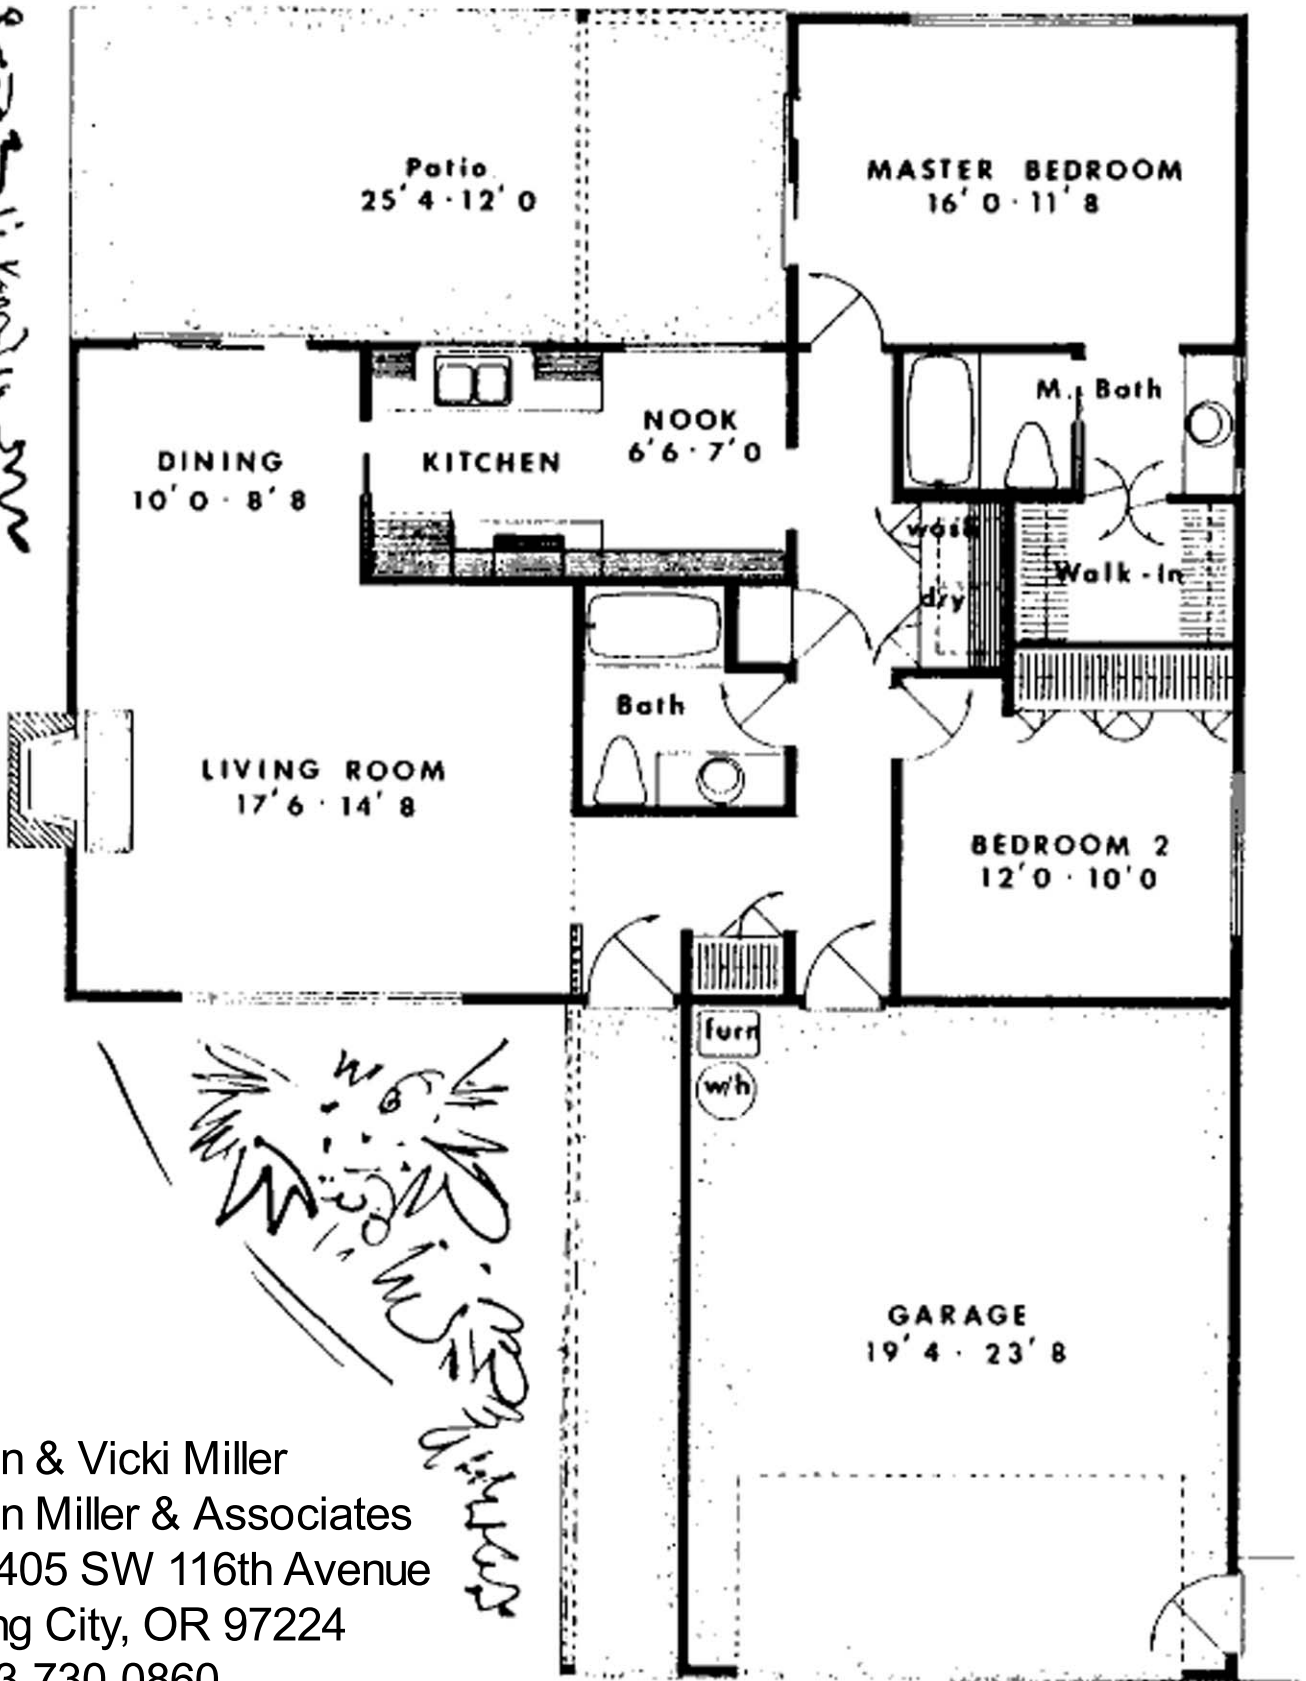 Patio
25' 4 · 12' 0
MASTER BEDROOM
16' 0 · 11' 8
M. Bath
NOOK
6'6 · 7'0
DINING
10' 0 · 8' 8
KITCHEN
wash
Walk-in
dry
Bath
LIVING ROOM
17'6 · 14' 8
BEDROOM 2
12'0 · 10'0
furn
w/h
GARAGE
19' 4 · 23' 8
n & Vicki Miller
n Miller & Associates
405 SW 116th Avenue
ng City, OR 97224
3-730-0860